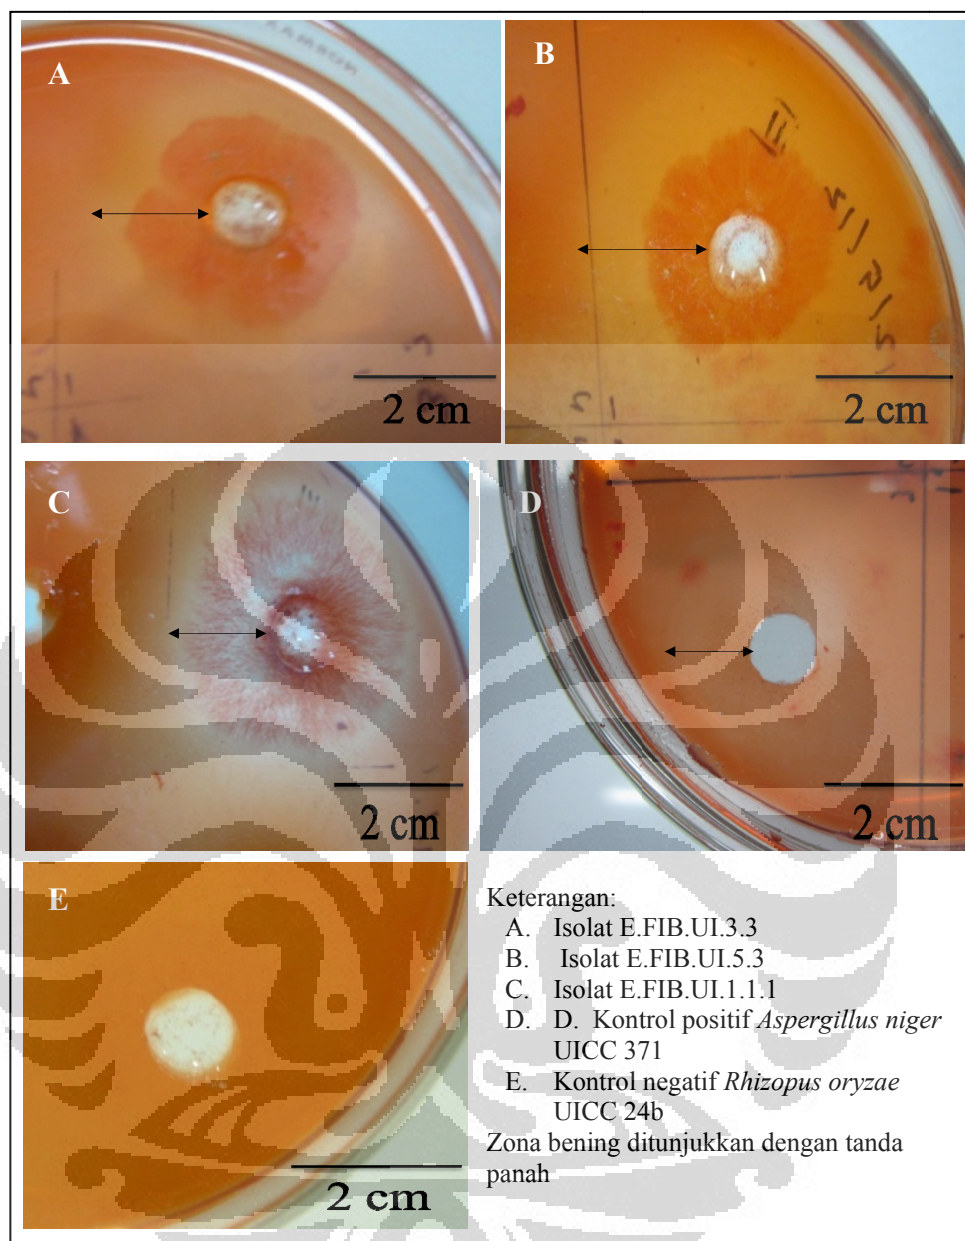 A
2 cm
B
III
2 cm
C
2 cm
D
2 cm
E
2 cm
Keterangan:
A. Isolat E.FIB.UI.3.3
B. Isolat E.FIB.UI.5.3
C. Isolat E.FIB.UI.1.1.1
D. D. Kontrol positif Aspergillus niger
UICC 371
E. Kontrol negatif Rhizopus oryzae
UICC 24b
Zona bening ditunjukkan dengan tanda
panah